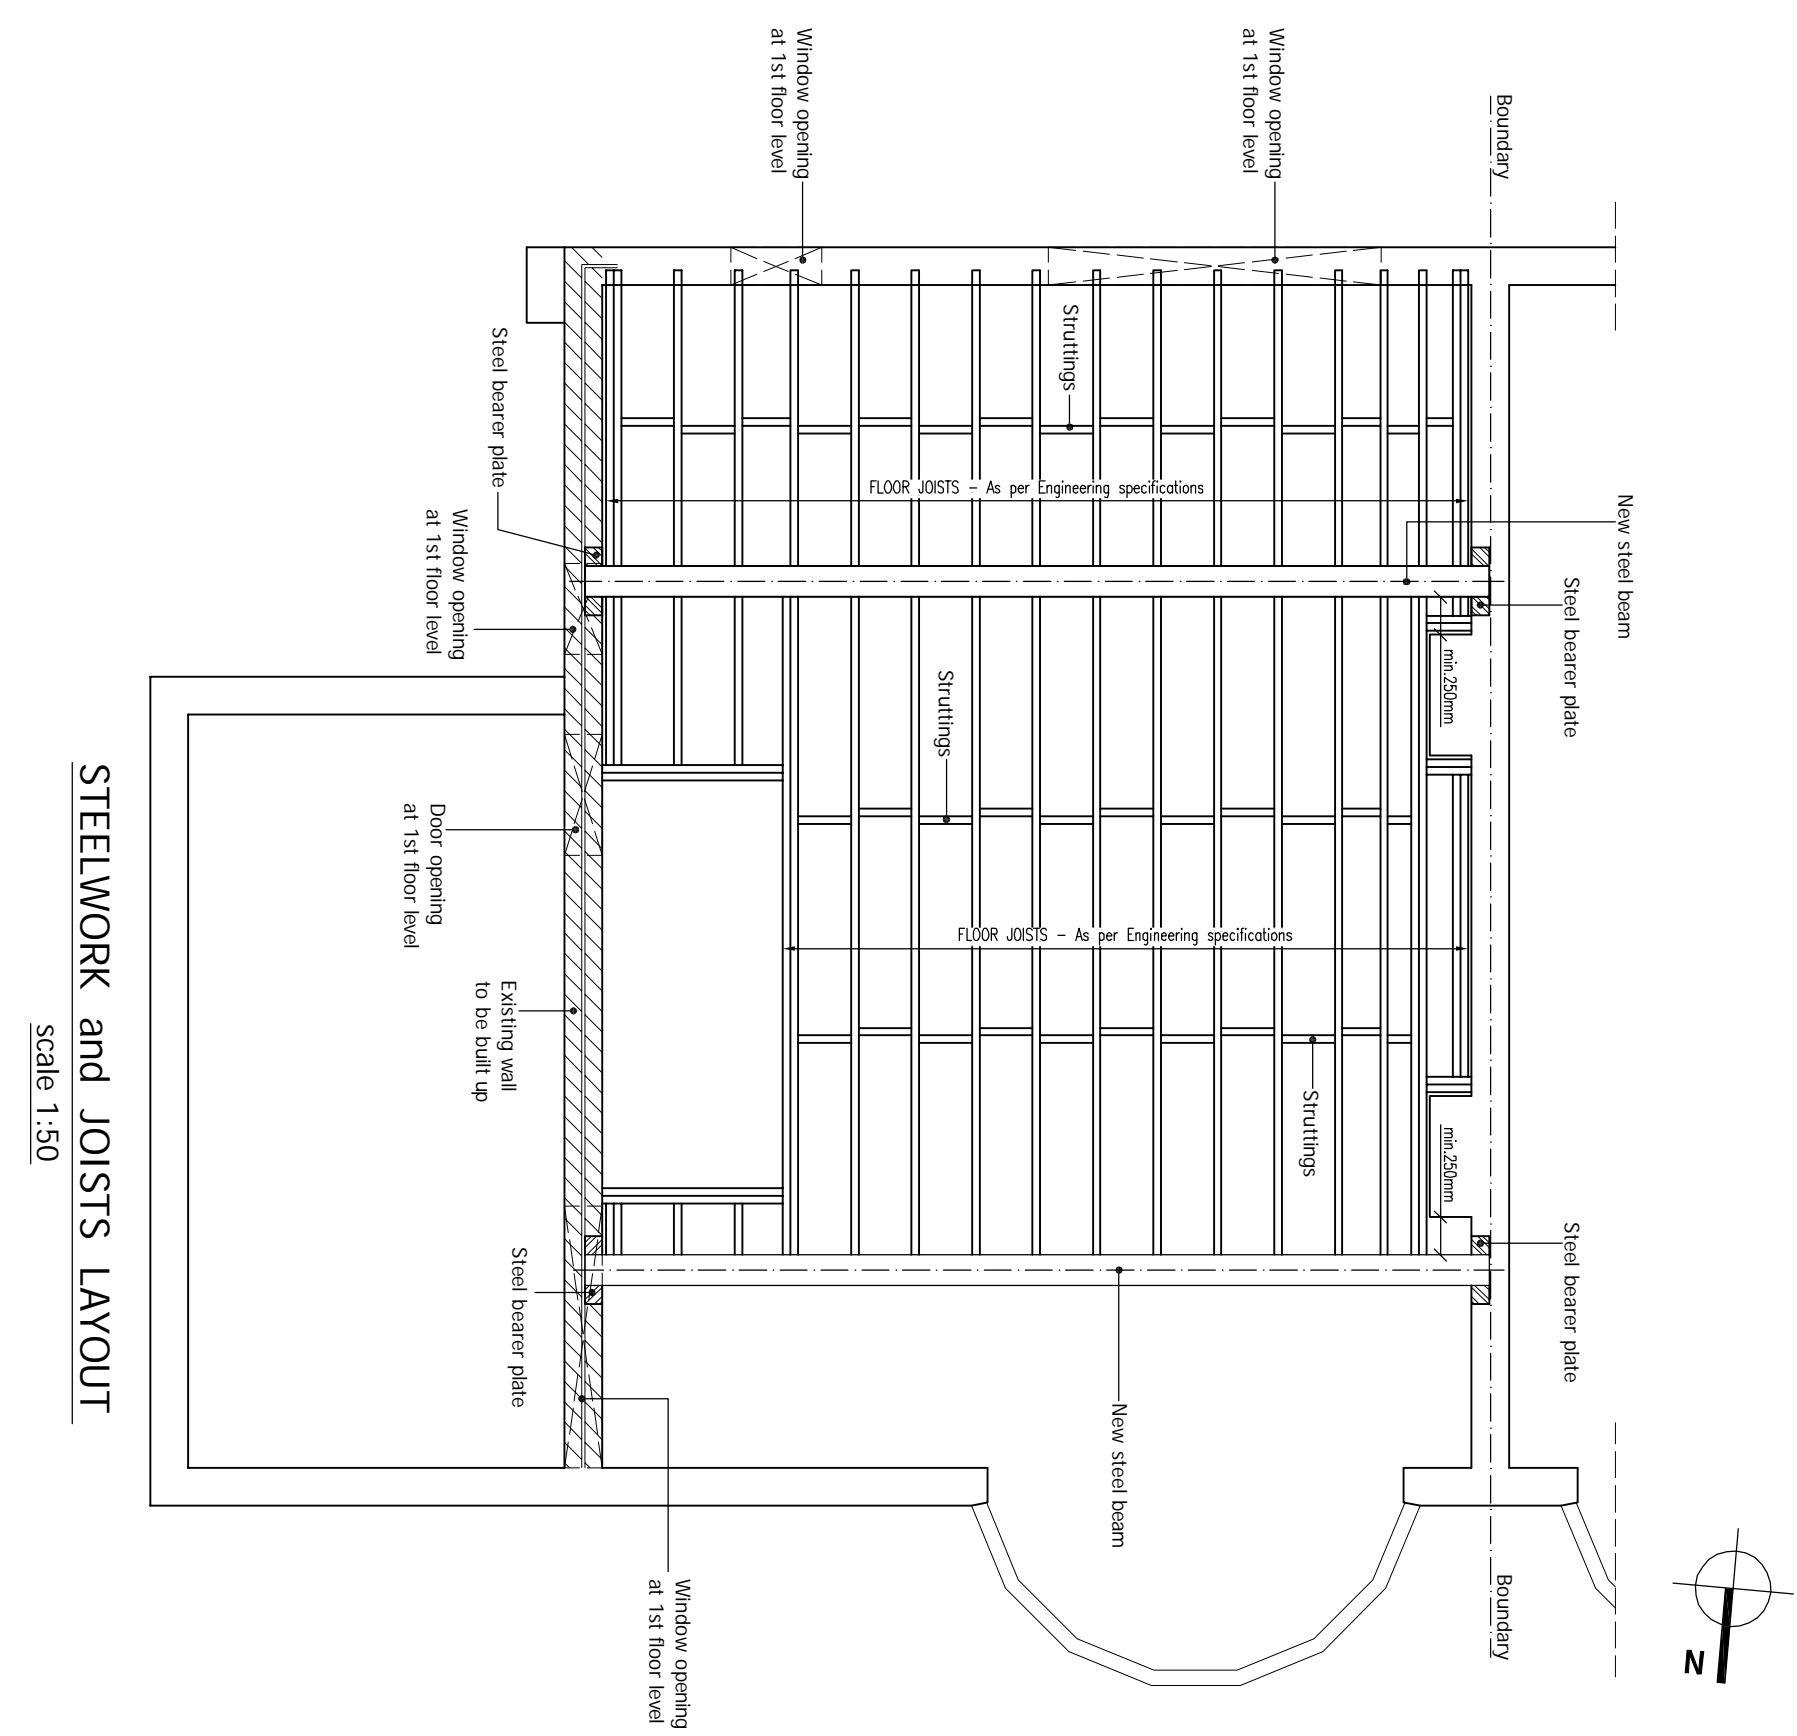 Window opening
at 1st floor level
Window opening
at 1st floor level
Boundary
Struttings
Steel bearer plate
FLOOR JOISTS - As per Engineering specifications
New steel beam
Window opening
at 1st floor level
Steel bearer plate
min.250mm
Struttings
Door opening
at 1st floor level
FLOOR JOISTS - As per Engineering specifications
Existing wall
to be built up
Struttings
min.250mm
Steel bearer plate
Steel bearer plate
New steel beam
Window opening
at 1st floor level
Boundary
N
STEELWORK and JOISTS LAYOUT
scale 1:50